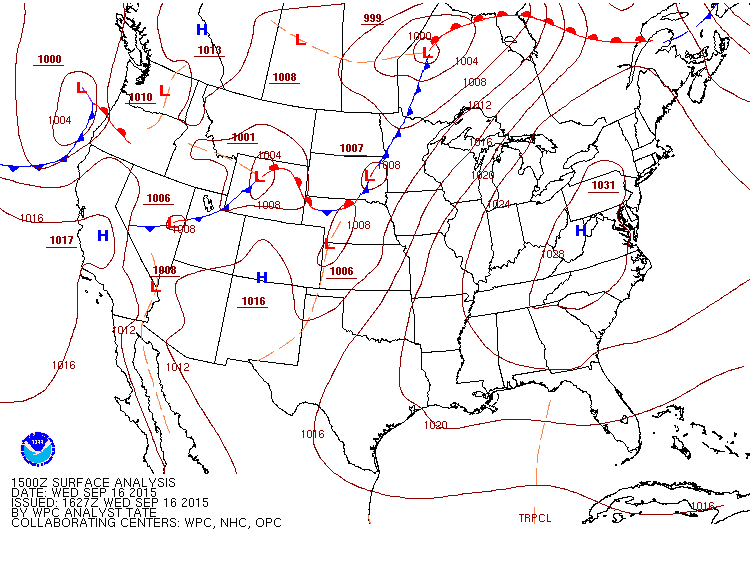 999
H
L
1000
1013
1000
L
1004
1008
1008
L
L
1010
1012
1004
1001
1016
1007
1004
1008
L
L
1020
1031
1006
1008
1024
1016
1008
1008
H
1017
H
L
1028
1008
H
1006
L
1016
1012
1012
1016
1020
1016
NOAA
1500Z SURFACE ANALYSIS
DATE: WED SEP 16 2015
ISSUED: 1627Z WED SEP 16 2015
BY WPC ANALYST TATE
COLLABORATING CENTERS: WPC, NHC, OPC
1016
TRPCL